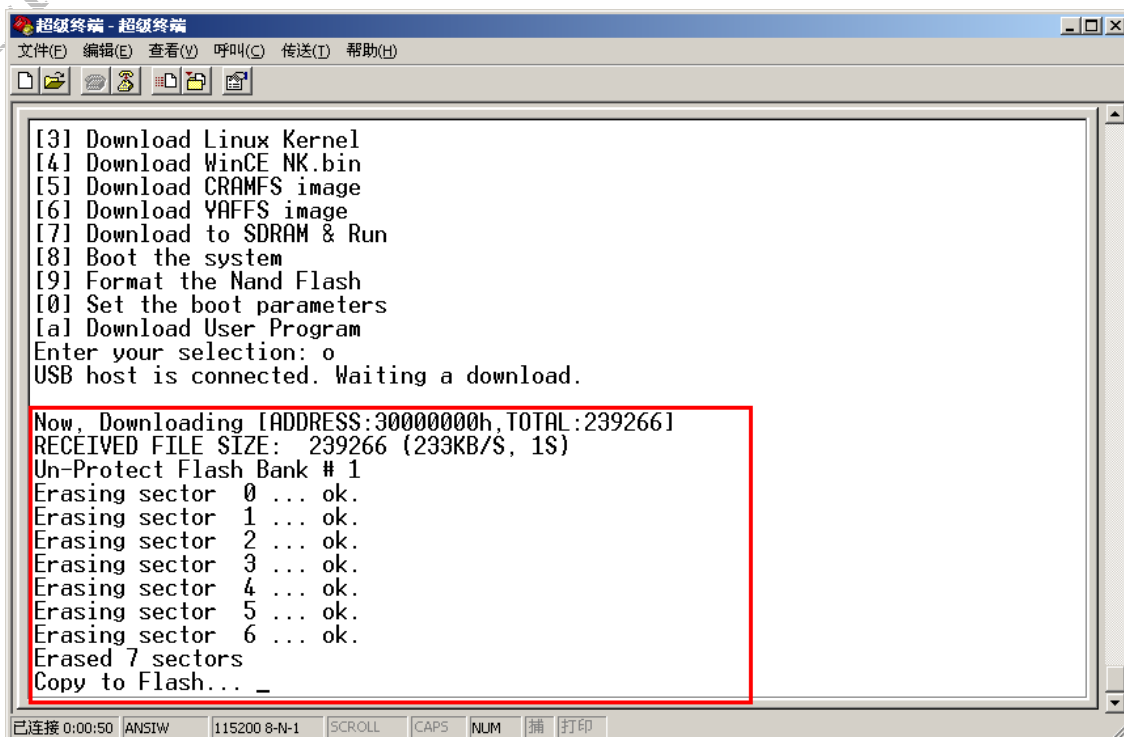 超级终端 - 超级终端
文件(F) 编辑(E) 查看(V) 呼叫(C) 传送(T) 帮助(H)
[3] Download Linux Kernel
[4] Download WinCE NK.bin
[5] Download CRAMFS image
[6] Download YAFFS image
[7] Download to SDRAM & Run
[8] Boot the system
[9] Format the Nand Flash
[0] Set the boot parameters
[a] Download User Program
Enter your selection: o
USB host is connected. Waiting a download.
Now, Downloading [ADDRESS:30000000h,TOTAL:239266]
RECEIVED FILE SIZE:  239266 (233KB/S, 1S)
Un-Protect Flash Bank # 1
Erasing sector  0 ... ok.
Erasing sector  1 ... ok.
Erasing sector  2 ... ok.
Erasing sector  3 ... ok.
Erasing sector  4 ... ok.
Erasing sector  5 ... ok.
Erasing sector  6 ... ok.
Erased 7 sectors
Copy to Flash... _
已连接 0:00:50 ANSIW 115200 8-N-1 SCROLL CAPS NUM 捕 打印